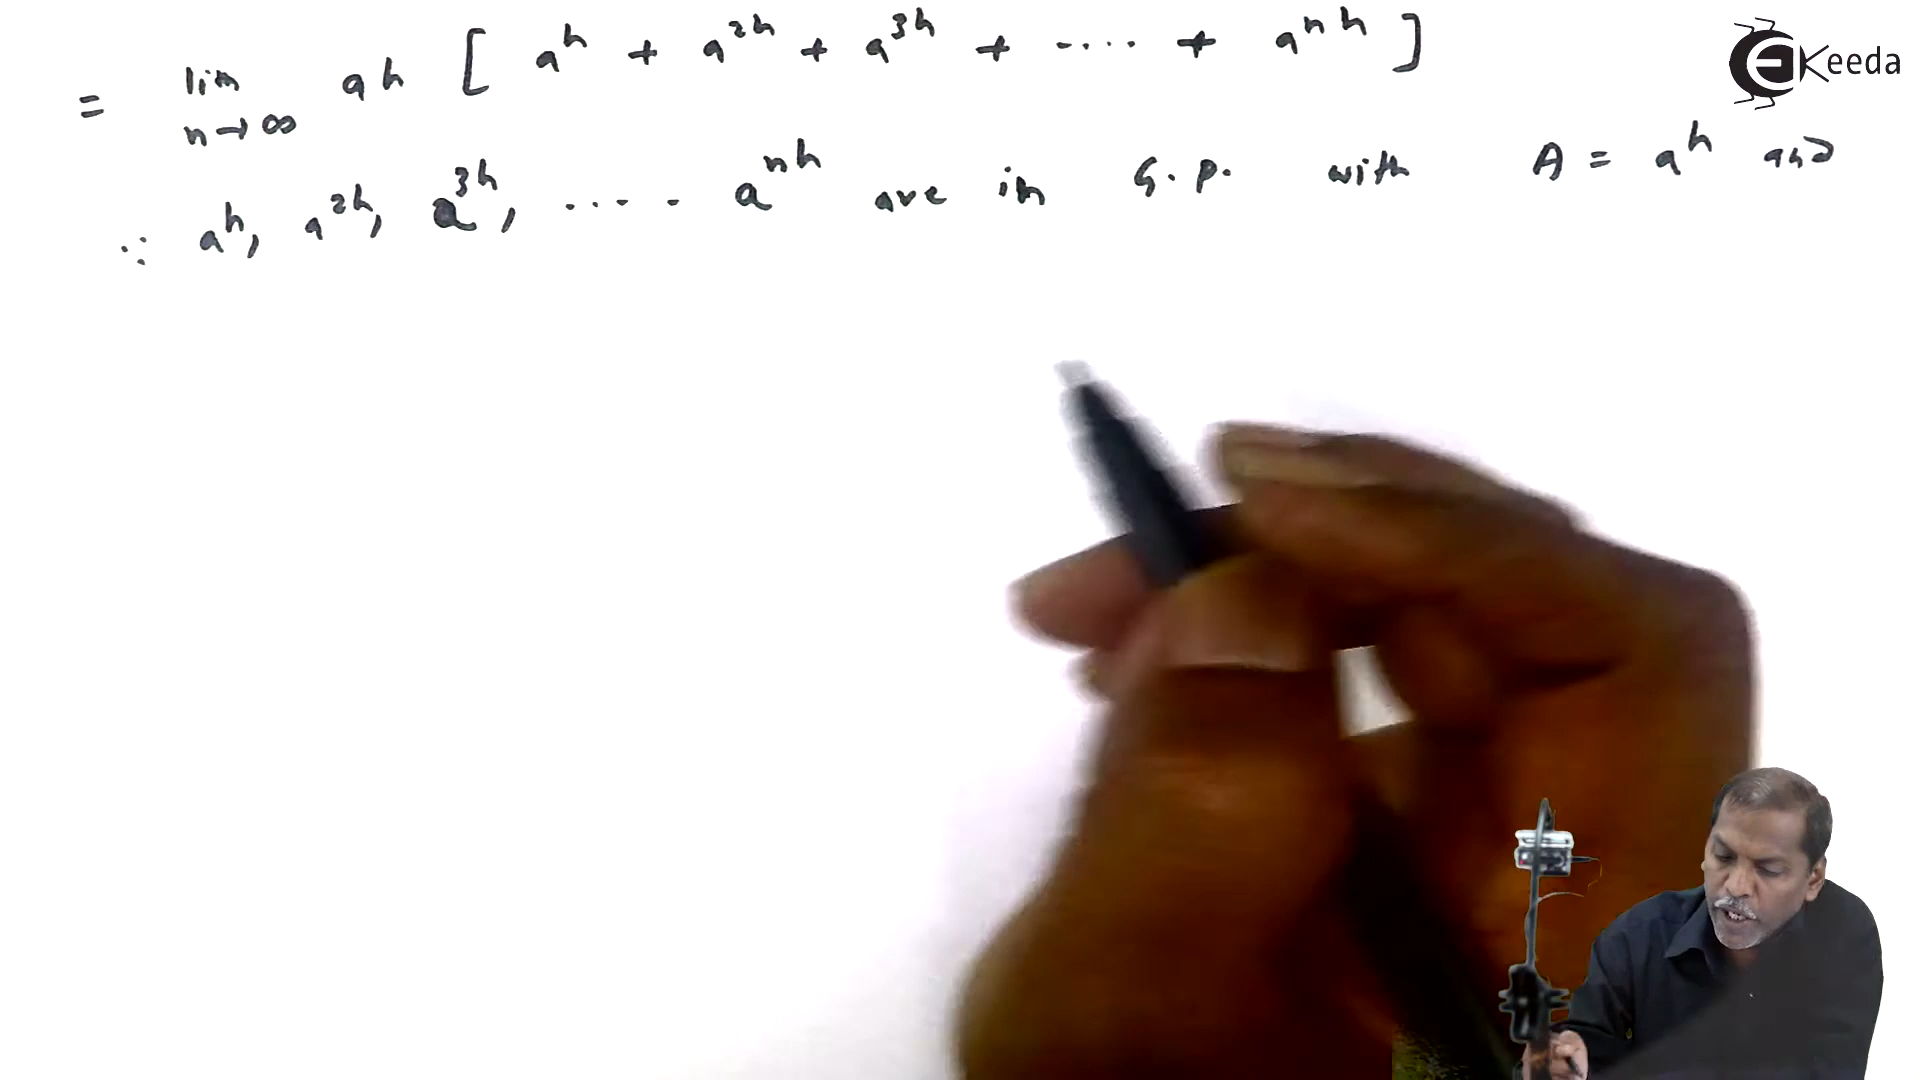 = lim n→∞ ah [ a^h + a^2h + a^3h + ..... + a^nh ]
∵ a^h, a^2h, a^3h, ..... a^nh are in G.P. with A = a^h and
eKeeda